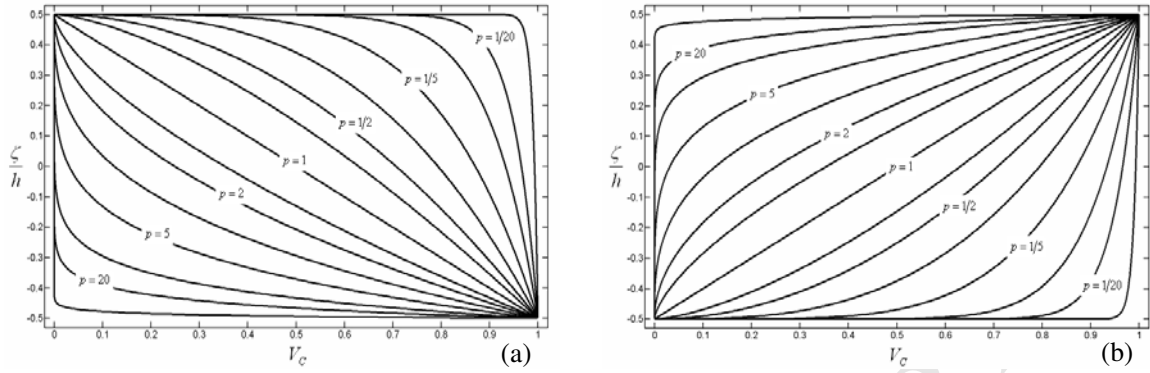 0.5
0.4
0.3
0.2
0.1
0
-0.1
-0.2
-0.3
-0.4
-0.5
ζ/h
p = 1/20
p = 1/5
p = 1/2
p = 1
p = 2
p = 5
p = 20
0 0.1 0.2 0.3 0.4 0.5 0.6 0.7 0.8 0.9 1
V_C
(a)
0.5
0.4
0.3
0.2
0.1
0
-0.1
-0.2
-0.3
-0.4
-0.5
ζ/h
p = 20
p = 5
p = 2
p = 1
p = 1/2
p = 1/5
p = 1/20
0 0.1 0.2 0.3 0.4 0.5 0.6 0.7 0.8 0.9 1
V_C
(b)